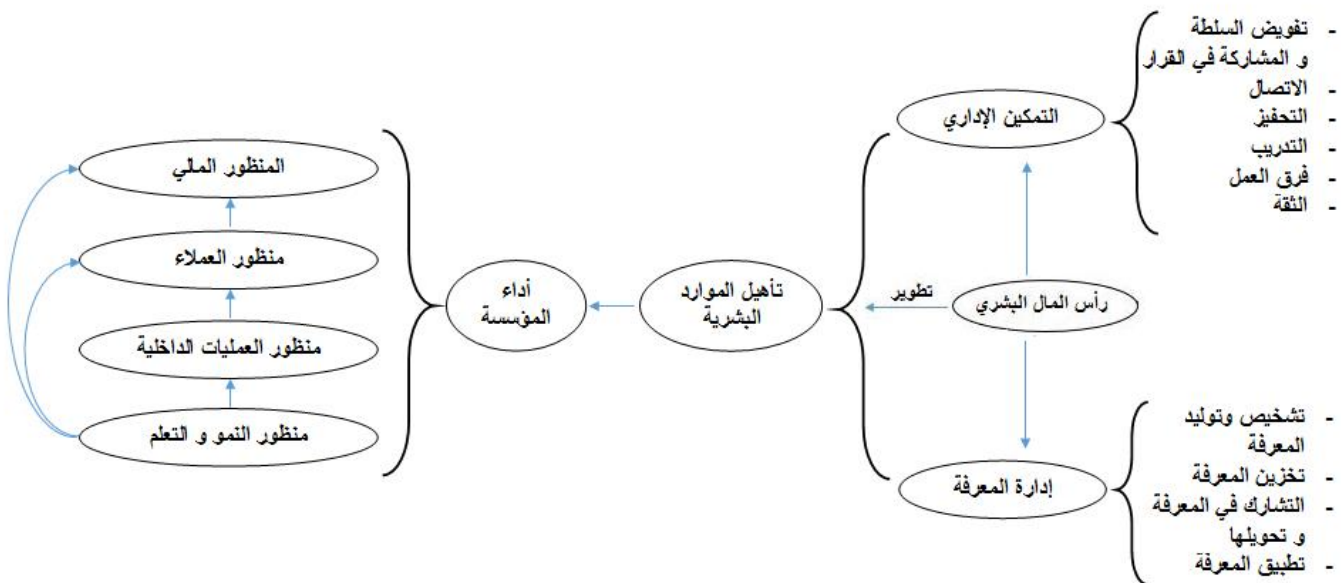 - تفويض السلطة
و المشاركة في القرار
- الاتصال
- التحفيز
- التدريب
- فرق العمل
- الثقة
التمكين الإداري
رأس المال البشري
تطوير
إدارة المعرفة
- تشخيص وتوليد
المعرفة
- تخزين المعرفة
- التشارك في المعرفة
و تحويلها
- تطبيق المعرفة
تأهيل الموارد
البشرية
أداء
المؤسسة
المنظور المالي
منظور العملاء
منظور العمليات الداخلية
منظور النمو و التعلم